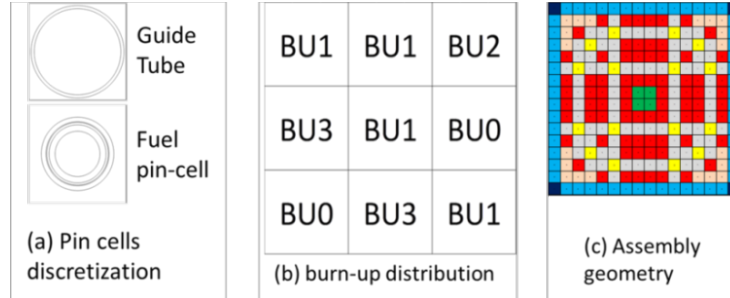 Guide
Tube
Fuel
pin-cell
(a) Pin cells
discretization
BU1 BU1 BU2
BU3 BU1 BU0
BU0 BU3 BU1
(b) burn-up distribution
(c) Assembly
geometry